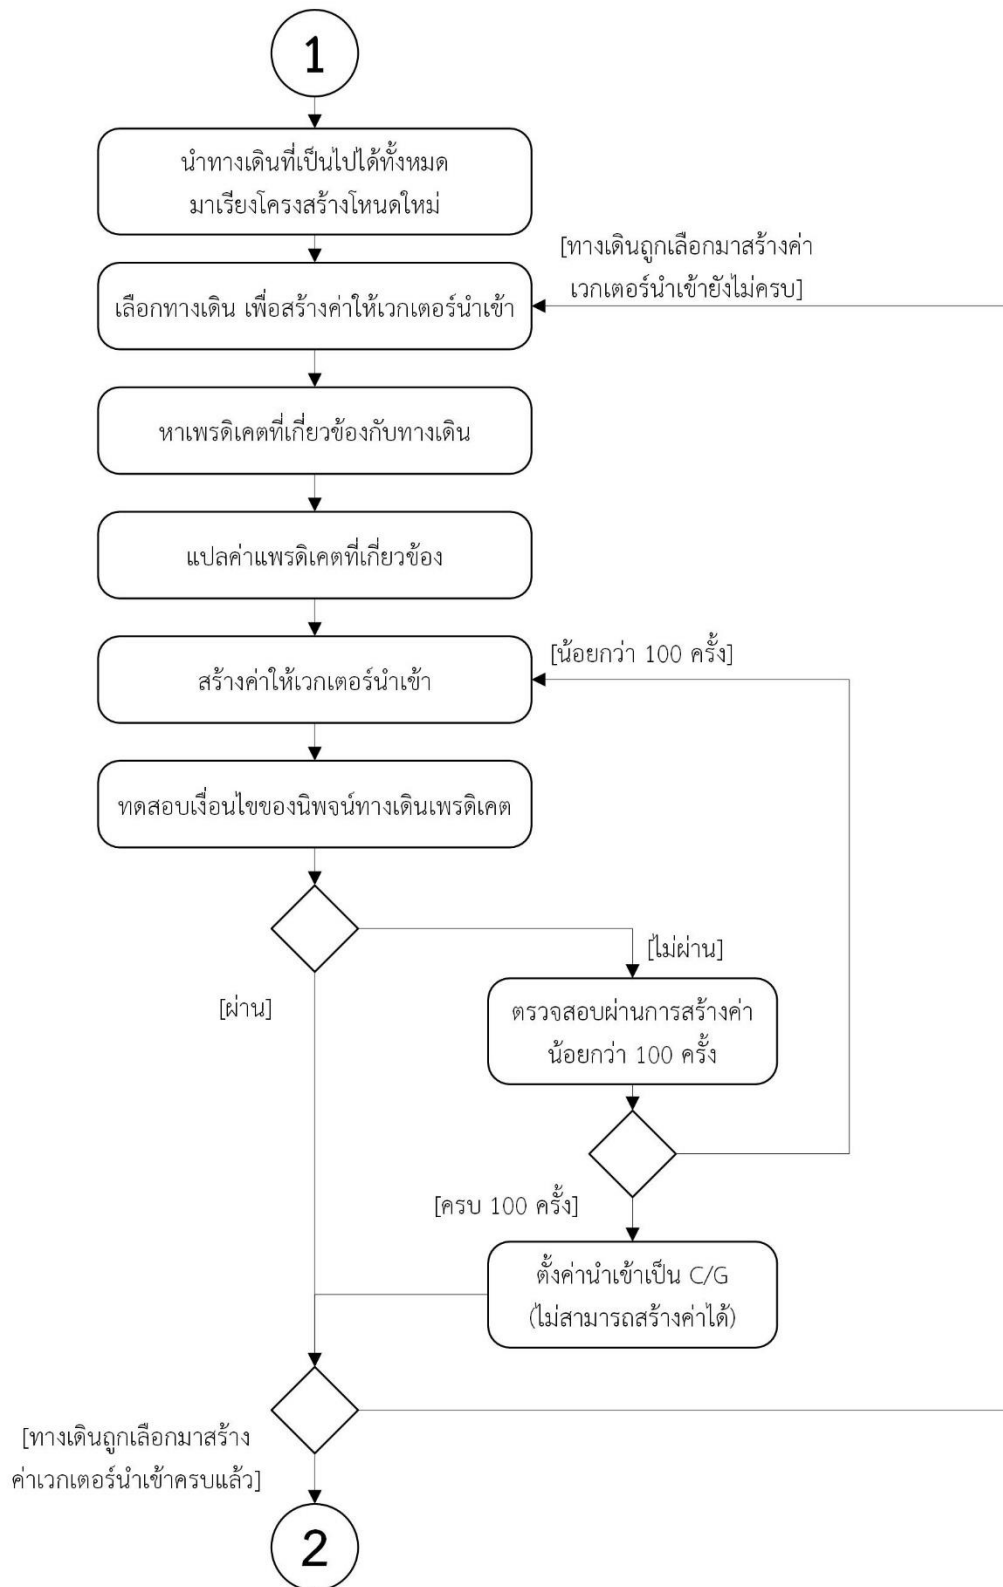 1
นำทางเดินที่เป็นไปได้ทั้งหมด
มาเรียงโครงสร้างโหนดใหม่
[ทางเดินถูกเลือกมาสร้างค่า
เวกเตอร์นำเข้ายังไม่ครบ]
เลือกทางเดิน เพื่อสร้างค่าให้เวกเตอร์นำเข้า
หาเพรดิเคตที่เกี่ยวข้องกับทางเดิน
แปลค่าแพรดิเคตที่เกี่ยวข้อง
[น้อยกว่า 100 ครั้ง]
สร้างค่าให้เวกเตอร์นำเข้า
ทดสอบเงื่อนไขของนิพจน์ทางเดินเพรดิเคต
[ไม่ผ่าน]
[ผ่าน]
ตรวจสอบผ่านการสร้างค่า
น้อยกว่า 100 ครั้ง
[ครบ 100 ครั้ง]
ตั้งค่านำเข้าเป็น C/G
(ไม่สามารถสร้างค่าได้)
[ทางเดินถูกเลือกมาสร้าง
ค่าเวกเตอร์นำเข้าครบแล้ว]
2